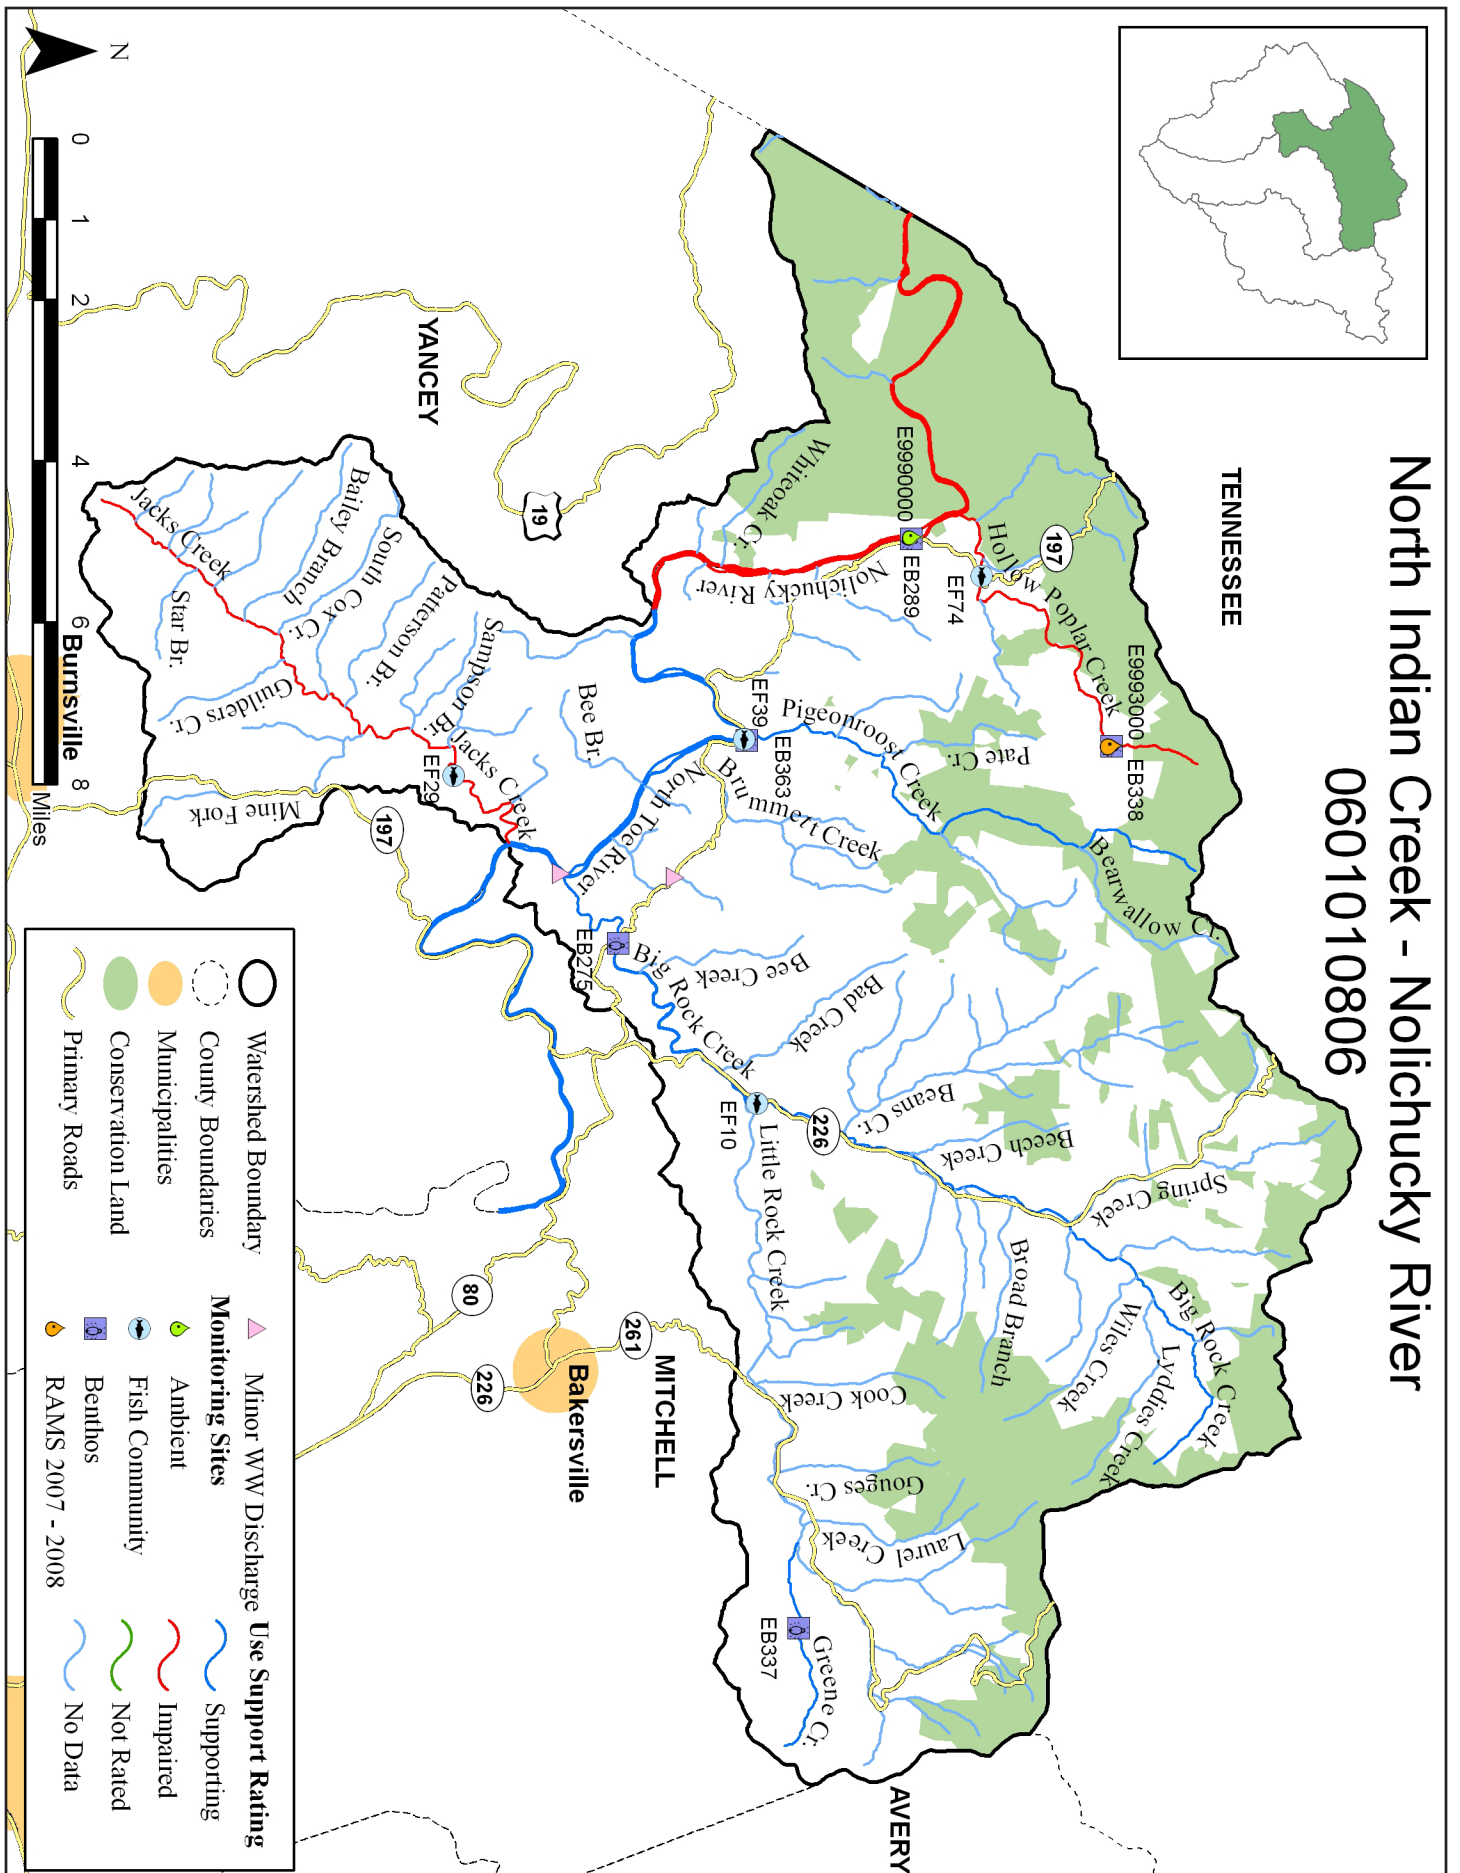 North Indian Creek - Nolichucky River
0601010806
TENNESSEE
197
Hollow Poplar Creek
E9993000
EB338
E9990000
EB289
EF74
Whiteoak Cr.
Nolichucky River
Pigeonroost Creek
Pate Cr.
Bearwallow Cr.
EF39
EB363
Brummett Creek
YANCEY
19
Bailey Branch
South Cox Cr.
Patterson Br.
Sampson Br.
Bee Br.
North Toe River
Jacks Creek
Star Br.
Guilders Cr.
Jacks Creek
EF29
Mine Fork
197
EB275
Big Rock Creek
Bee Creek
Bad Creek
Beans Cr.
Beech Creek
Spring Creek
EF10
226
Little Rock Creek
Broad Branch
Wiles Creek
Lyddies Creek
Big Rock Creek
Cook Creek
Gouges Cr.
Laurel Creek
EB337
Greene Cr.
MITCHELL
261
Bakersville
80
226
AVERY
N
0 1 2 4 6 8
Miles
Burnsville
Watershed Boundary
County Boundaries
Municipalities
Conservation Land
Primary Roads
Minor WW Discharge
Monitoring Sites
Ambient
Fish Community
Benthos
RAMS 2007 - 2008
Use Support Rating
Supporting
Impaired
Not Rated
No Data